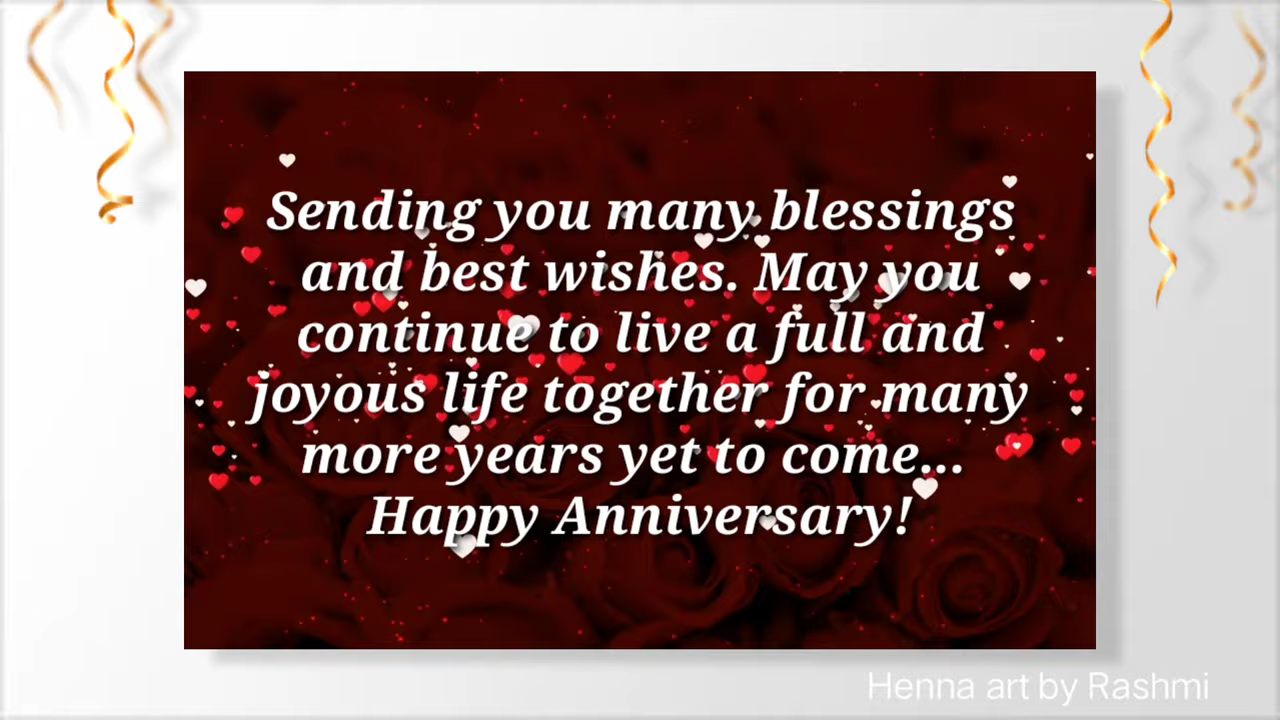 Sending you many blessings
and best wishes. May you
continue to live a full and
joyous life together for many
more years yet to come...
Happy Anniversary!
Henna art by Rashmi